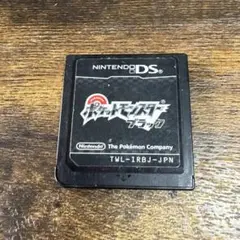 NINTENDO DS
ポケットモンスター
ブラック
Nintendo The Pokémon Company
TWL-IRBJ-JPN